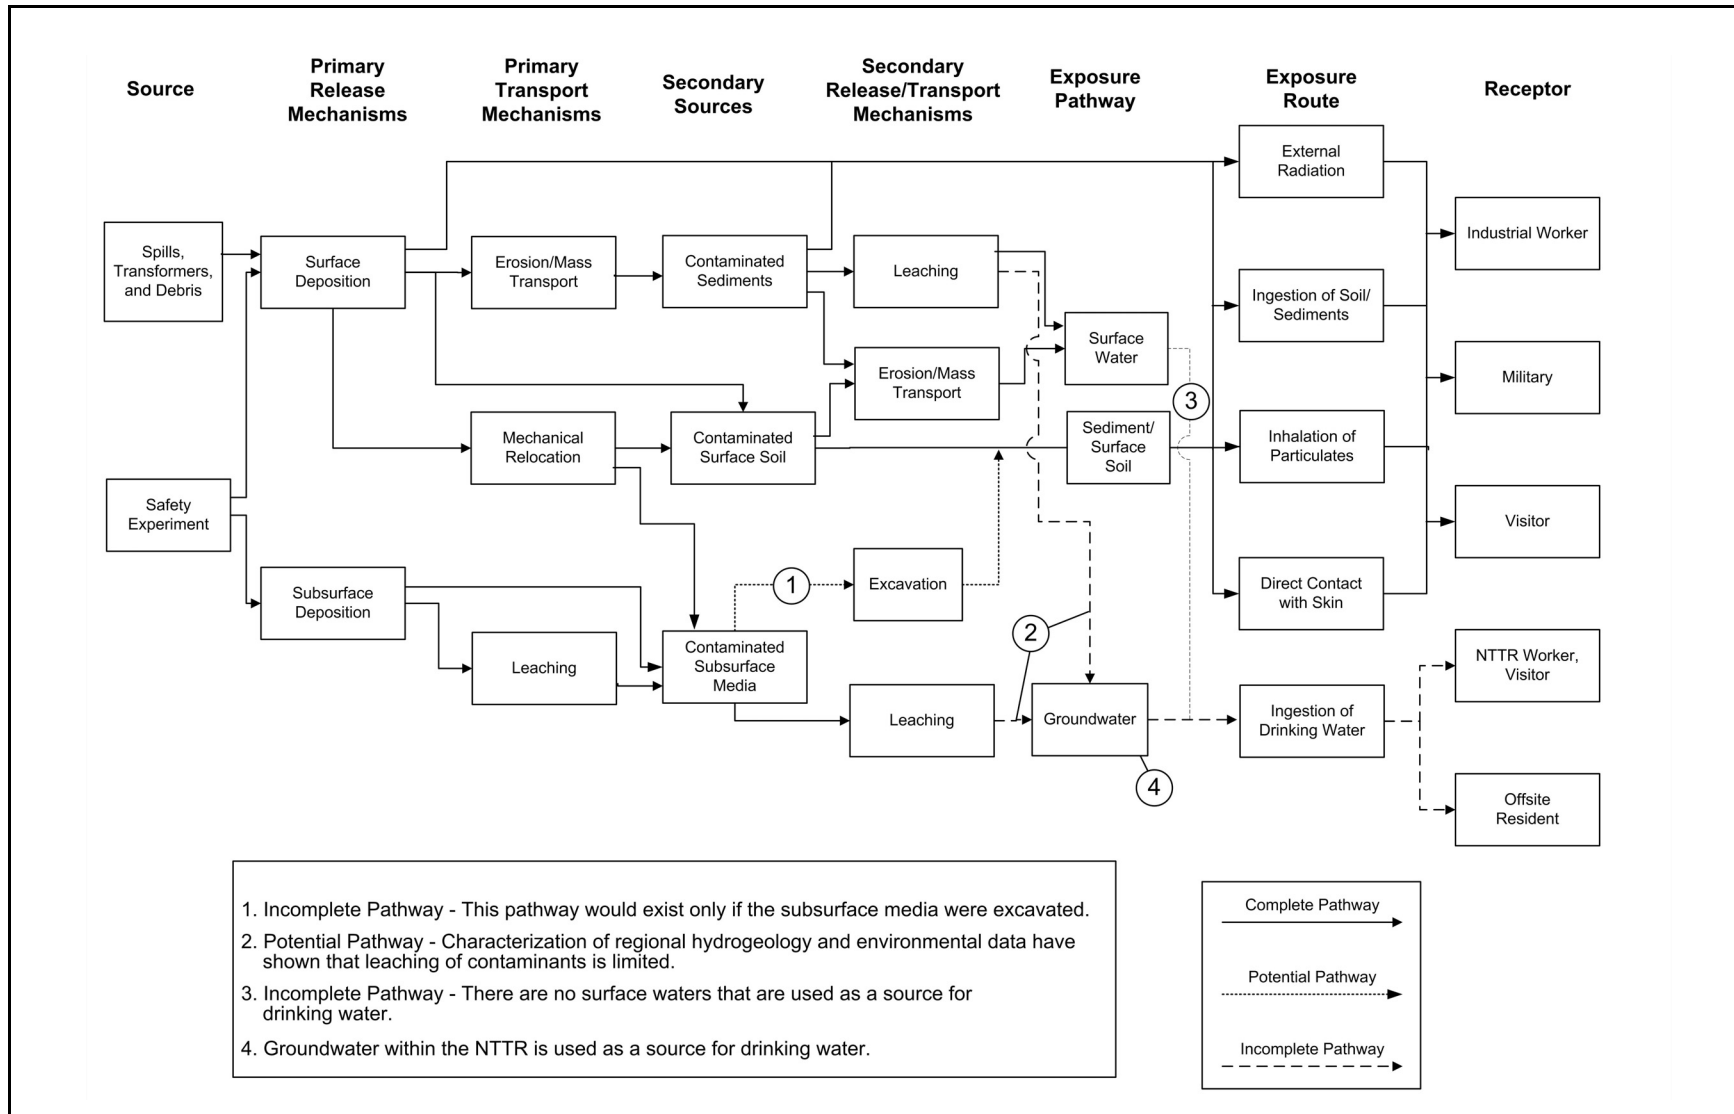 Source
Primary
Release
Mechanisms
Primary
Transport
Mechanisms
Secondary
Sources
Secondary
Release/Transport
Mechanisms
Exposure
Pathway
Exposure
Route
Receptor
External
Radiation
Spills,
Transformers,
and Debris
Surface
Deposition
Erosion/Mass
Transport
Contaminated
Sediments
Leaching
Industrial Worker
Ingestion of Soil/
Sediments
Surface
Water
Erosion/Mass
Transport
Military
3
Mechanical
Relocation
Contaminated
Surface Soil
Sediment/
Surface
Soil
Inhalation of
Particulates
Safety
Experiment
Visitor
Subsurface
Deposition
1
Excavation
Direct Contact
with Skin
2
Leaching
Contaminated
Subsurface
Media
NTTR Worker,
Visitor
Leaching
Groundwater
Ingestion of
Drinking Water
4
Offsite
Resident
1. Incomplete Pathway - This pathway would exist only if the subsurface media were excavated.
2. Potential Pathway - Characterization of regional hydrogeology and environmental data have
shown that leaching of contaminants is limited.
3. Incomplete Pathway - There are no surface waters that are used as a source for
drinking water.
4. Groundwater within the NTTR is used as a source for drinking water.
Complete Pathway
Potential Pathway
Incomplete Pathway